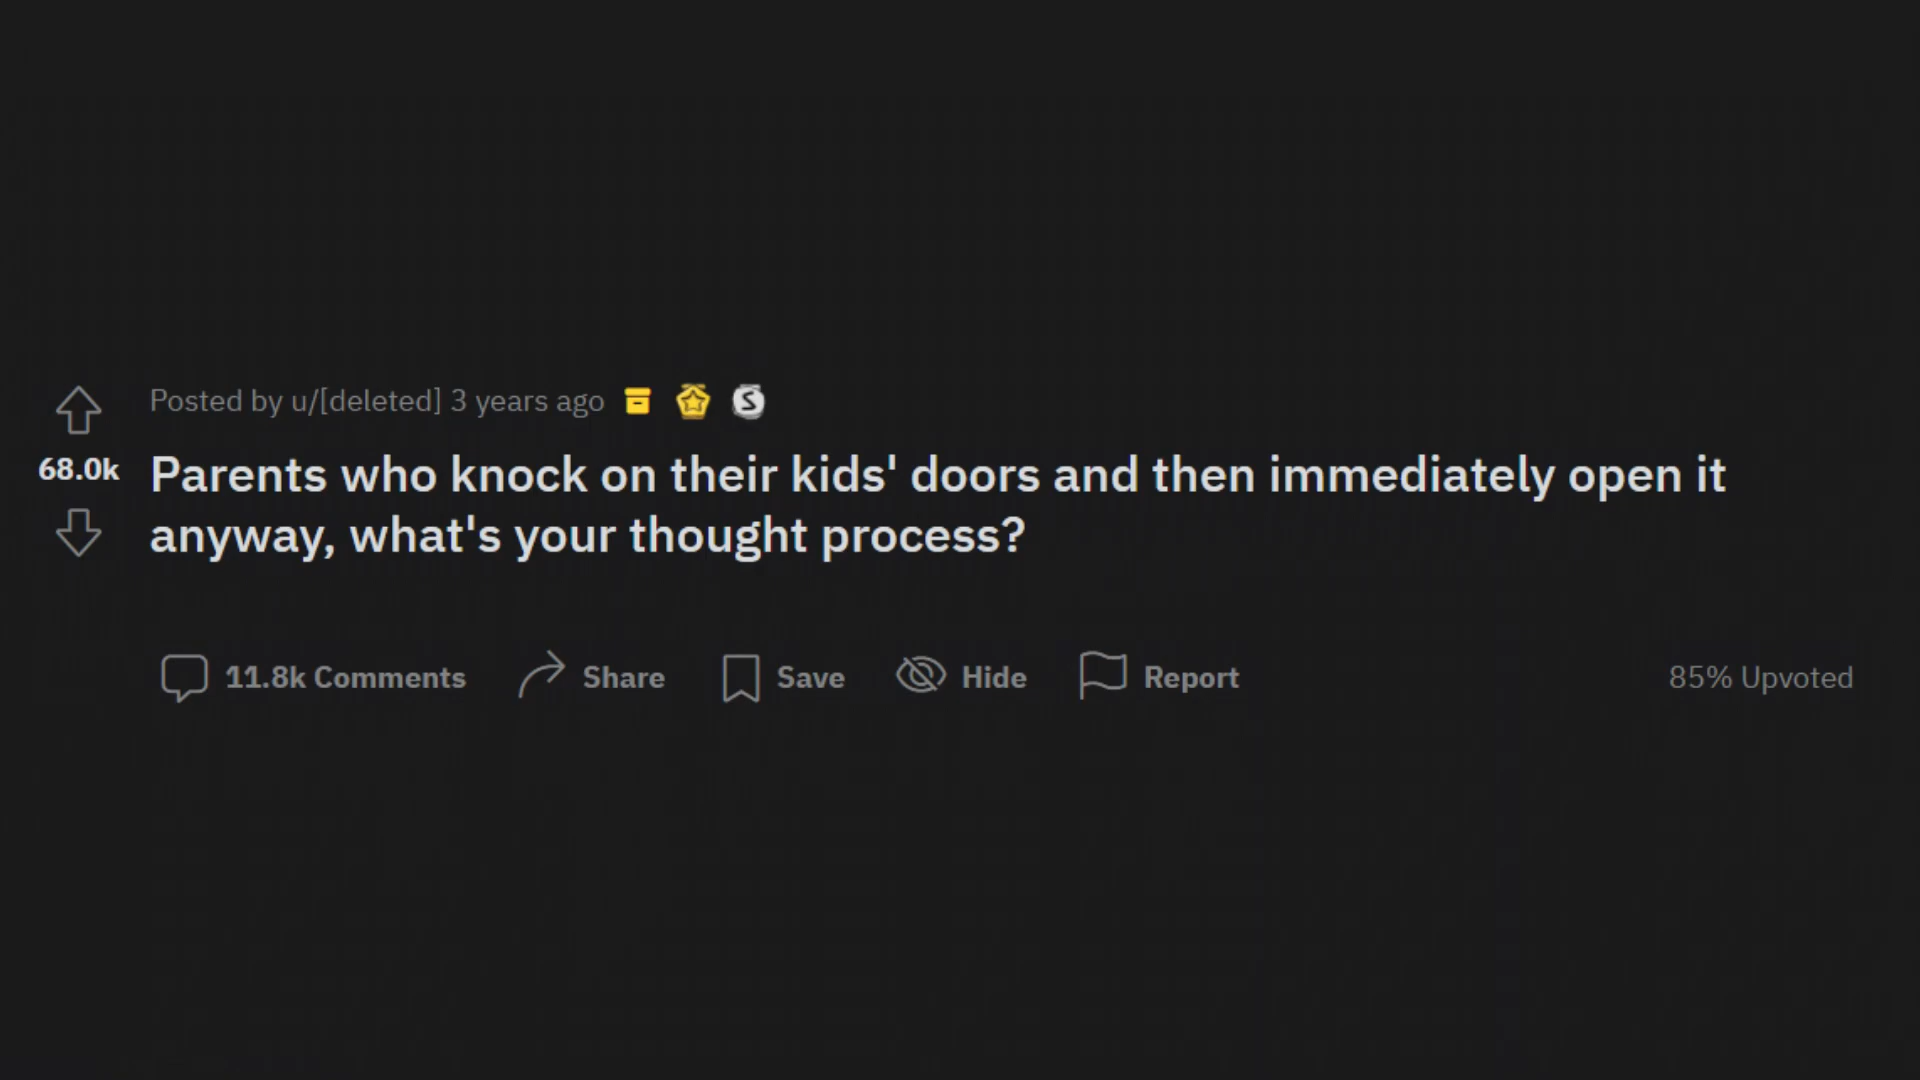 Posted by u/[deleted] 3 years ago
68.0k
Parents who knock on their kids' doors and then immediately open it
anyway, what's your thought process?
11.8k Comments Share Save Hide Report 85% Upvoted